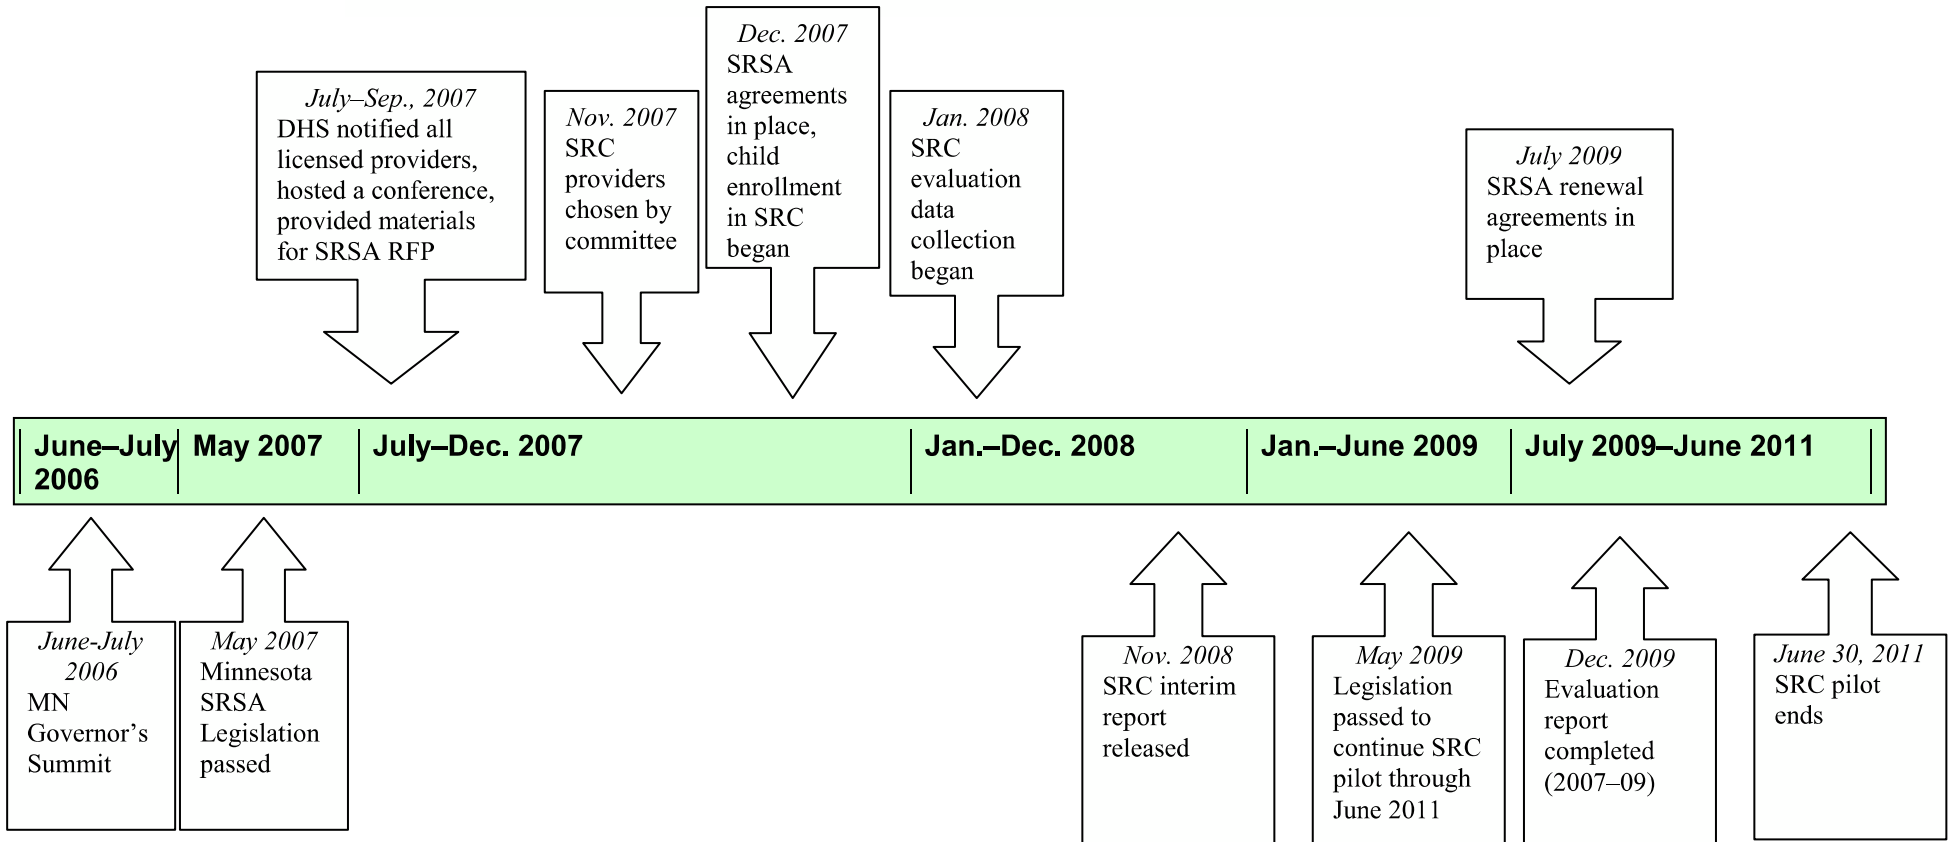 July–Sep., 2007
DHS notified all
licensed providers,
hosted a conference,
provided materials
for SRSA RFP
Nov. 2007
SRC
providers
chosen by
committee
Dec. 2007
SRSA
agreements
in place,
child
enrollment
in SRC
began
Jan. 2008
SRC
evaluation
data
collection
began
July 2009
SRSA renewal
agreements in
place
June–July
2006
May 2007
July–Dec. 2007
Jan.–Dec. 2008
Jan.–June 2009
July 2009–June 2011
June-July
2006
MN
Governor’s
Summit
May 2007
Minnesota
SRSA
Legislation
passed
Nov. 2008
SRC interim
report
released
May 2009
Legislation
passed to
continue SRC
pilot through
June 2011
Dec. 2009
Evaluation
report
completed
(2007–09)
June 30, 2011
SRC pilot
ends